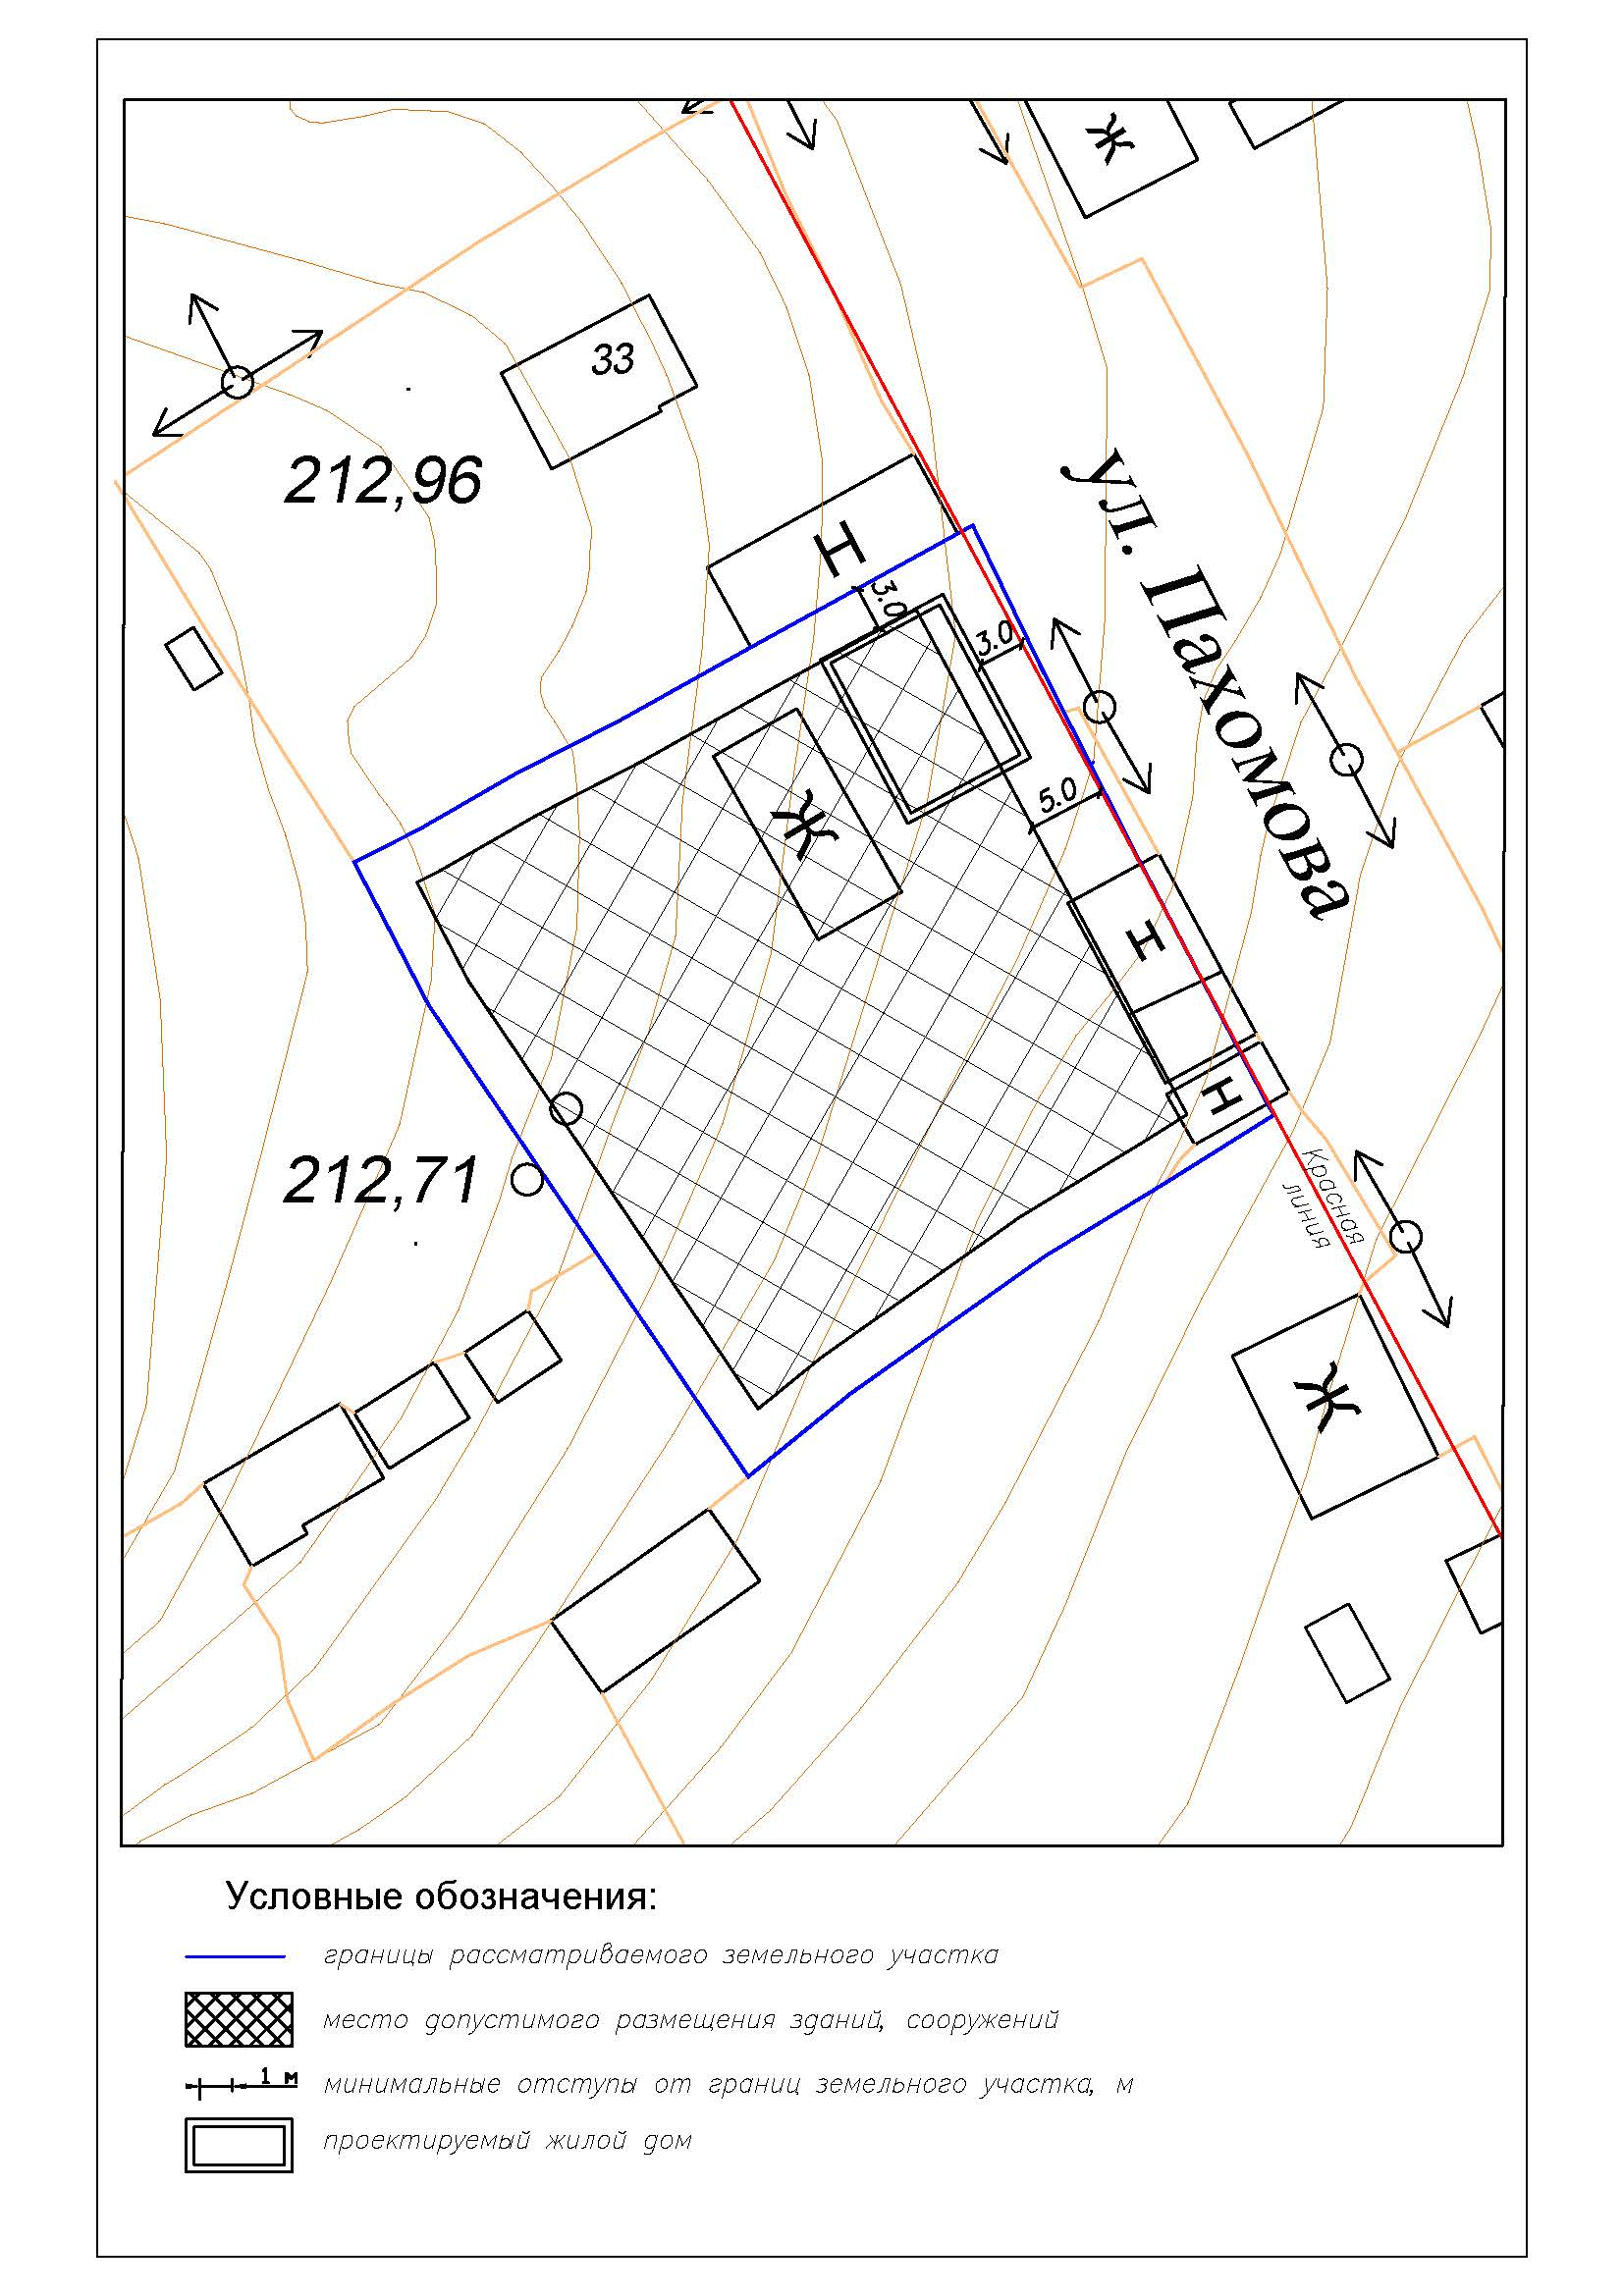 Ж
33
212,96
ул. Пахомова
Н
3.0
3.0
Ж
5.0
Н
Н
212,71
Красная
линия
Ж
Условные обозначения:
границы рассматриваемого земельного участка
место допустимого размещения зданий, сооружений
1 м
минимальные отступы от границ земельного участка, м
проектируемый жилой дом